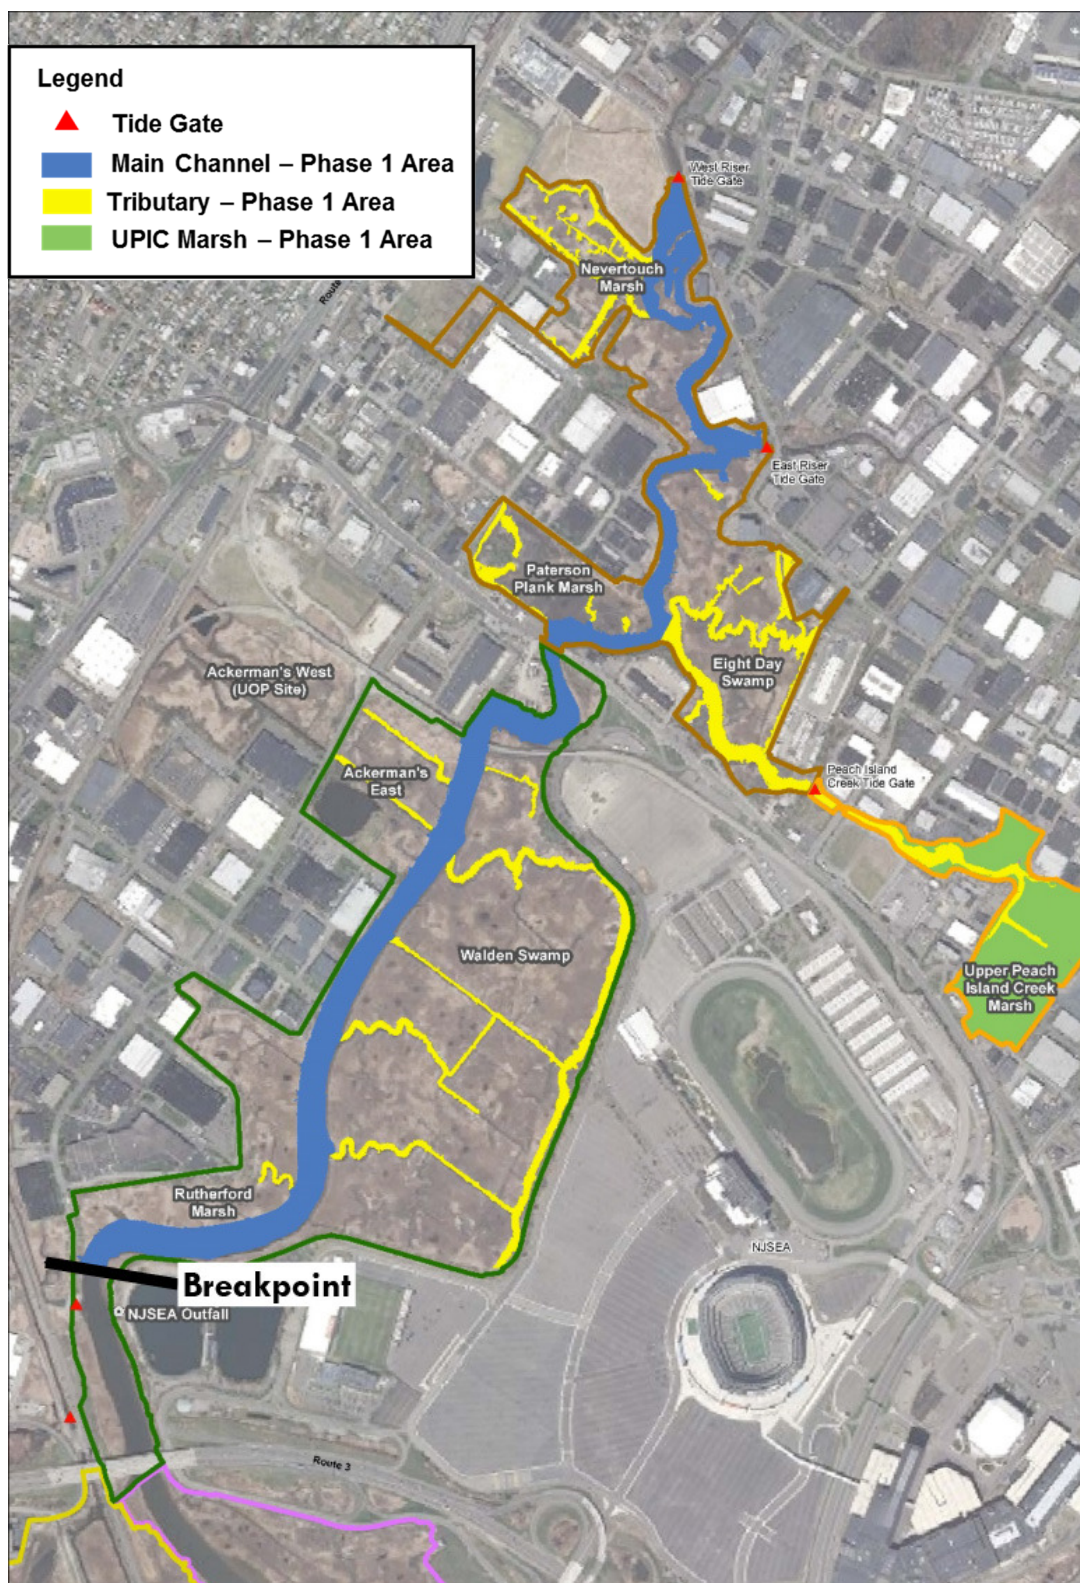 Legend
Tide Gate
Main Channel – Phase 1 Area
Tributary – Phase 1 Area
UPIC Marsh – Phase 1 Area
Route
West Riser
Tide Gate
Nevertouch
Marsh
East Riser
Tide Gate
Paterson
Plank Marsh
Ackerman's West
(UOP Site)
Eight Day
Swamp
Ackerman's
East
Peach Island
Creek Tide Gate
Walden Swamp
Upper Peach
Island Creek
Marsh
Rutherford
Marsh
NJSEA
Breakpoint
NJSEA Outfall
Route 3